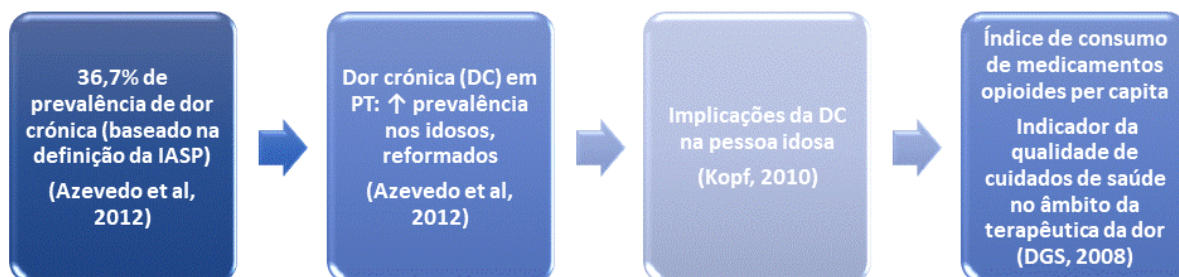 36,7% de
prevalência de dor
crónica (baseado na
definição da IASP)
(Azevedo et al,
2012)
Dor crónica (DC) em
PT: ↑ prevalência
nos idosos,
reformados
(Azevedo et al,
2012)
Implicações da DC
na pessoa idosa
(Kopf, 2010)
Índice de consumo
de medicamentos
opioides per capita
Indicador da
qualidade de
cuidados de saúde
no âmbito da
terapêutica da dor
(DGS, 2008)